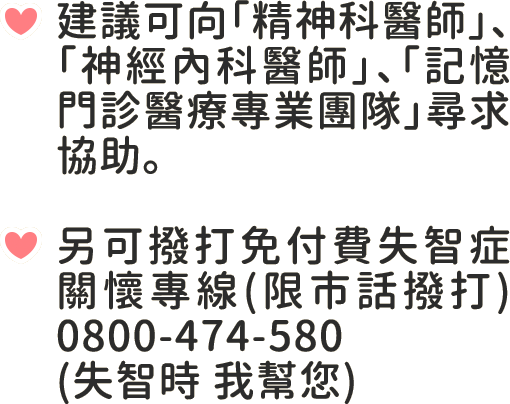 建議可向「精神科醫師」、
「神經內科醫師」、「記憶
門診醫療專業團隊」尋求
協助。
另可撥打免付費失智症
關懷專線(限市話撥打)
0800-474-580
(失智時 我幫您)